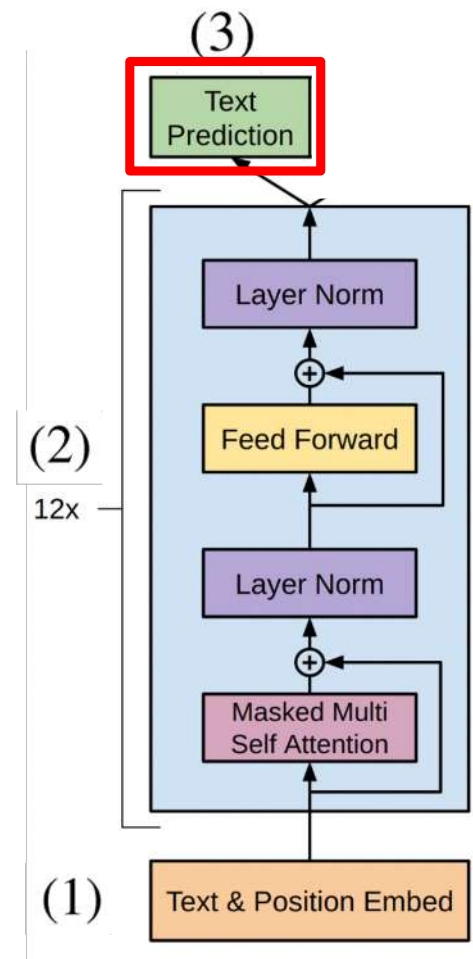 (3)
Text
Prediction
Layer Norm
+
Feed Forward
(2)
12x
Layer Norm
+
Masked Multi
Self Attention
(1)
Text & Position Embed